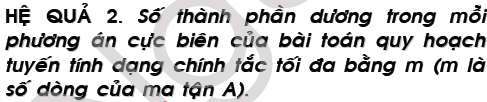 HỆ QUẢ 2. Số thành phần dương trong mỗi
phương án cực biên của bài toán quy hoạch
tuyến tính dạng chính tắc tối đa bằng m (m là
số dòng của ma tận A).